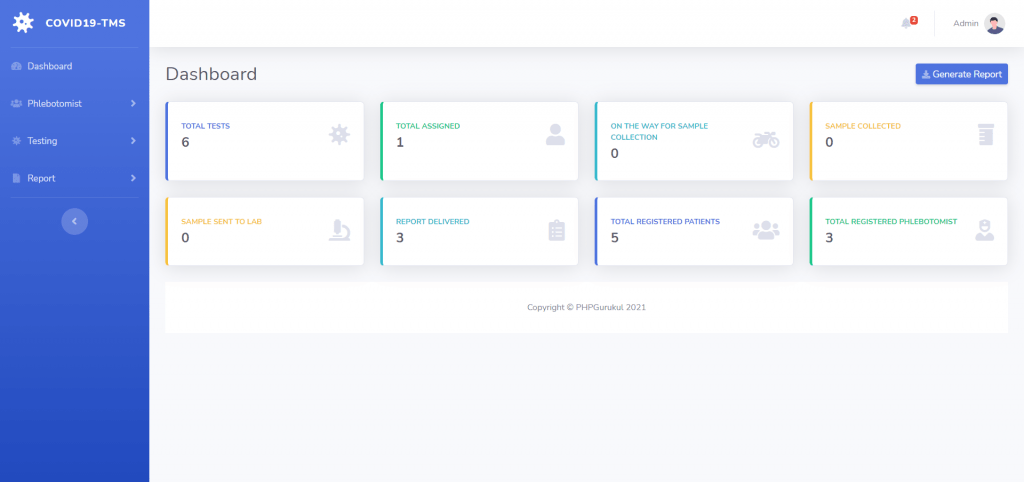 COVID19-TMS
2
Admin
Dashboard
Phlebotomist
Testing
Report
Dashboard
Generate Report
TOTAL TESTS
6
TOTAL ASSIGNED
1
ON THE WAY FOR SAMPLE
COLLECTION
0
SAMPLE COLLECTED
0
SAMPLE SENT TO LAB
0
REPORT DELIVERED
3
TOTAL REGISTERED PATIENTS
5
TOTAL REGISTERED PHLEBOTOMIST
3
Copyright © PHPGurukul 2021